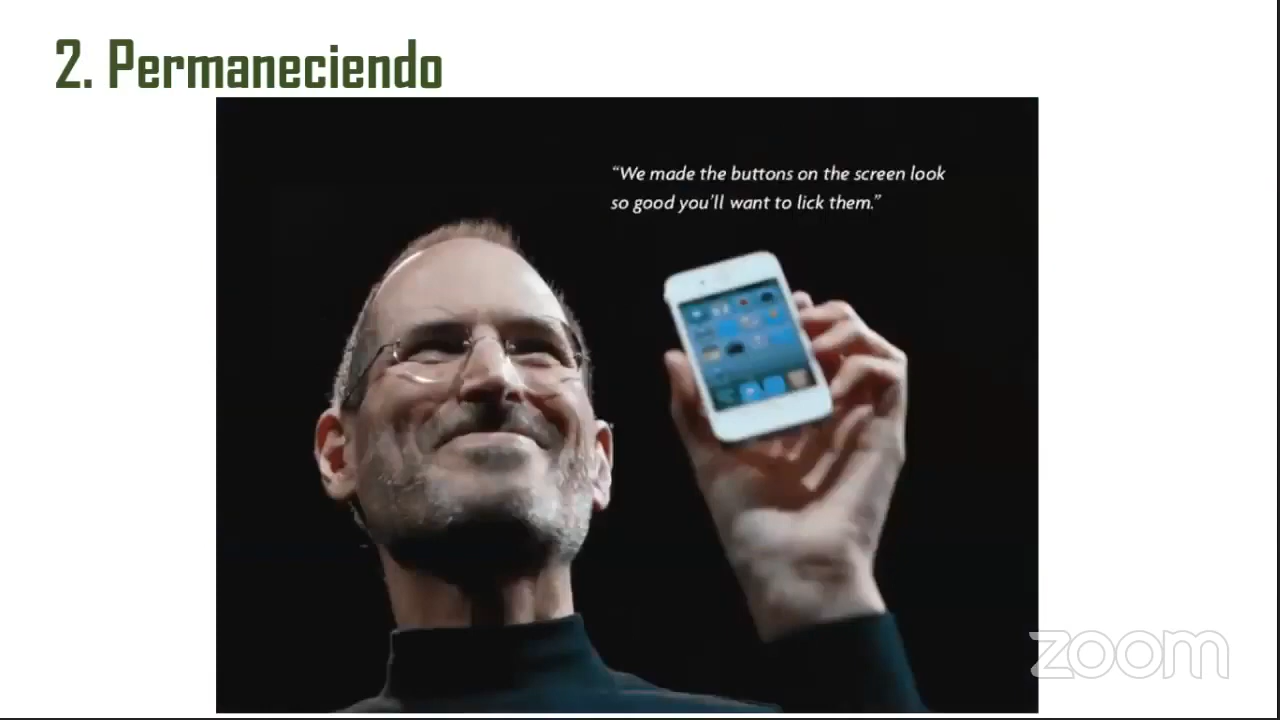 2. Permaneciendo
“We made the buttons on the screen look
so good you’ll want to lick them.”
zoom